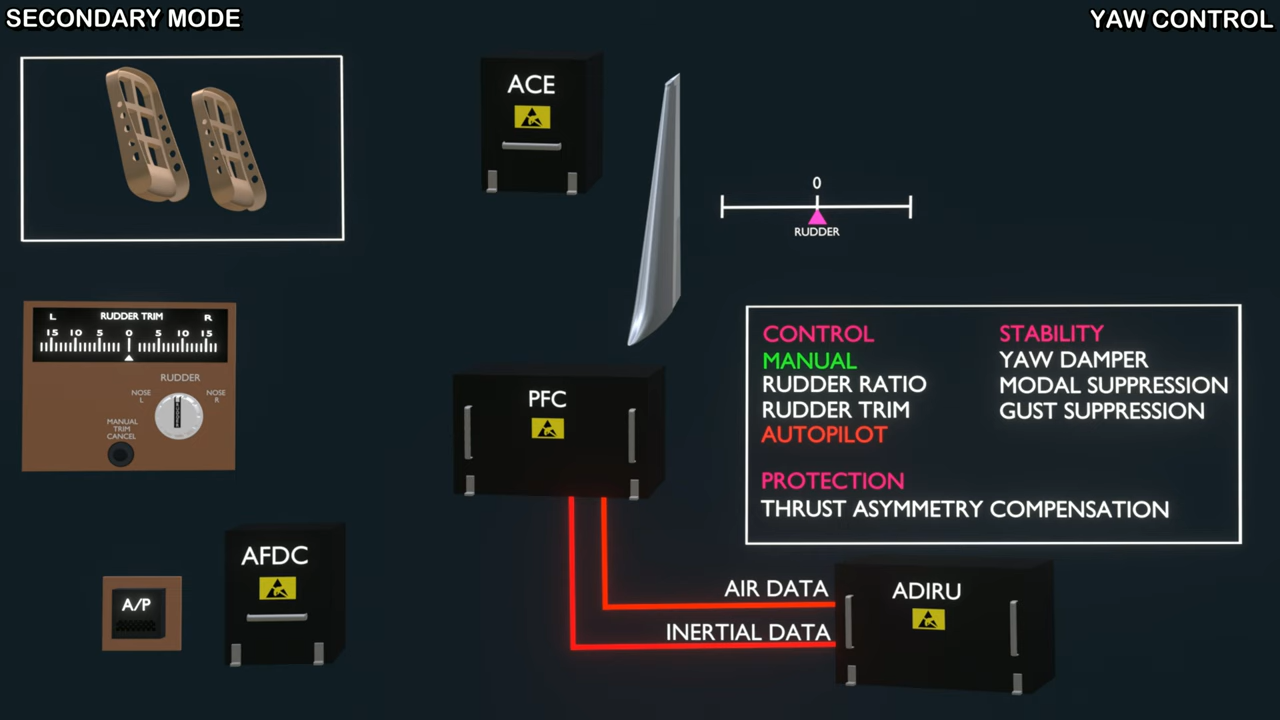 SECONDARY MODE
YAW CONTROL
ACE
0
RUDDER
L RUDDER TRIM R
15 10 5 0 5 10 15
RUDDER
NOSE L
NOSE R
MANUAL
TRIM
CANCEL
PFC
CONTROL
MANUAL
RUDDER RATIO
RUDDER TRIM
AUTOPILOT
STABILITY
YAW DAMPER
MODAL SUPPRESSION
GUST SUPPRESSION
PROTECTION
THRUST ASYMMETRY COMPENSATION
A/P
AFDC
AIR DATA
INERTIAL DATA
ADIRU